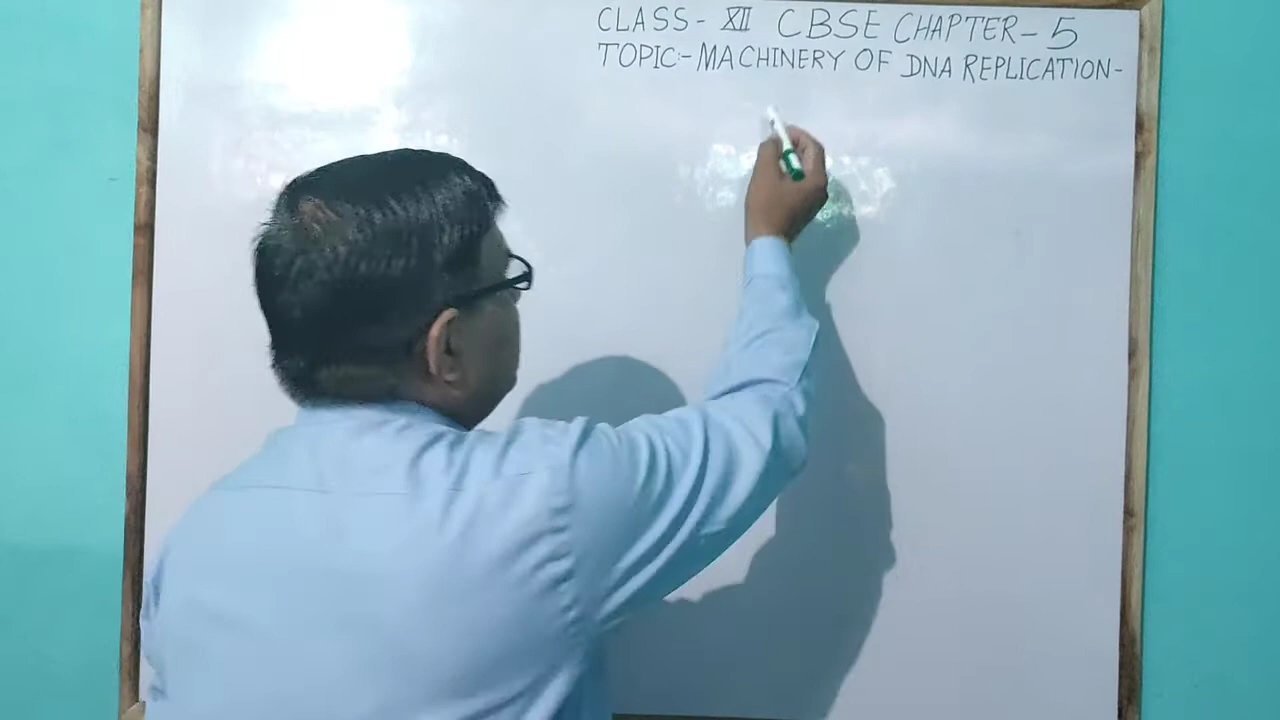 CLASS- XII CBSE CHAPTER-5
TOPIC:-MACHINERY OF DNA REPLICATION-